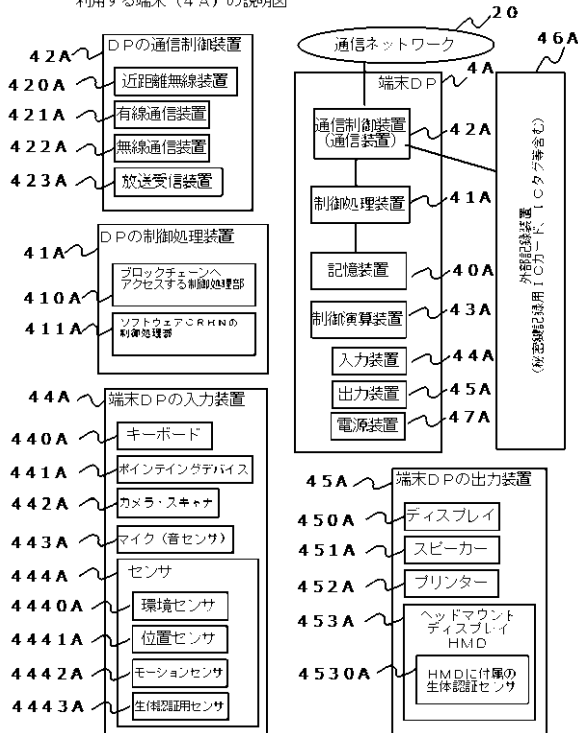 利用する端末（４Ａ）の説明図
42A
DPの通信制御装置
420A
近距離無線装置
421A
有線通信装置
422A
無線通信装置
423A
放送受信装置
20
通信ネットワーク
46A
4A
端末DP
通信制御装置
(通信装置)
42A
制御処理装置
41A
記憶装置
40A
制御演算装置
43A
入力装置
44A
出力装置
45A
電源装置
47A
外部記録装置
(秘密鍵記録用ICカード、ICタグ等含む)
41A
DPの制御処理装置
410A
ブロックチェーンへ
アクセスする制御処理部
411A
ソフトウェアCRHNの
制御処理部
44A
端末DPの入力装置
440A
キーボード
441A
ポインテイングデバイス
442A
カメラ・スキャナ
443A
マイク（音センサ）
444A
センサ
4440A
環境センサ
4441A
位置センサ
4442A
モーションセンサ
4443A
生体認証用センサ
45A
端末DPの出力装置
450A
ディスプレイ
451A
スピーカー
452A
プリンター
453A
ヘッドマウント
ディスプレイ
HMD
4530A
HMDに付属の
生体認証センサ